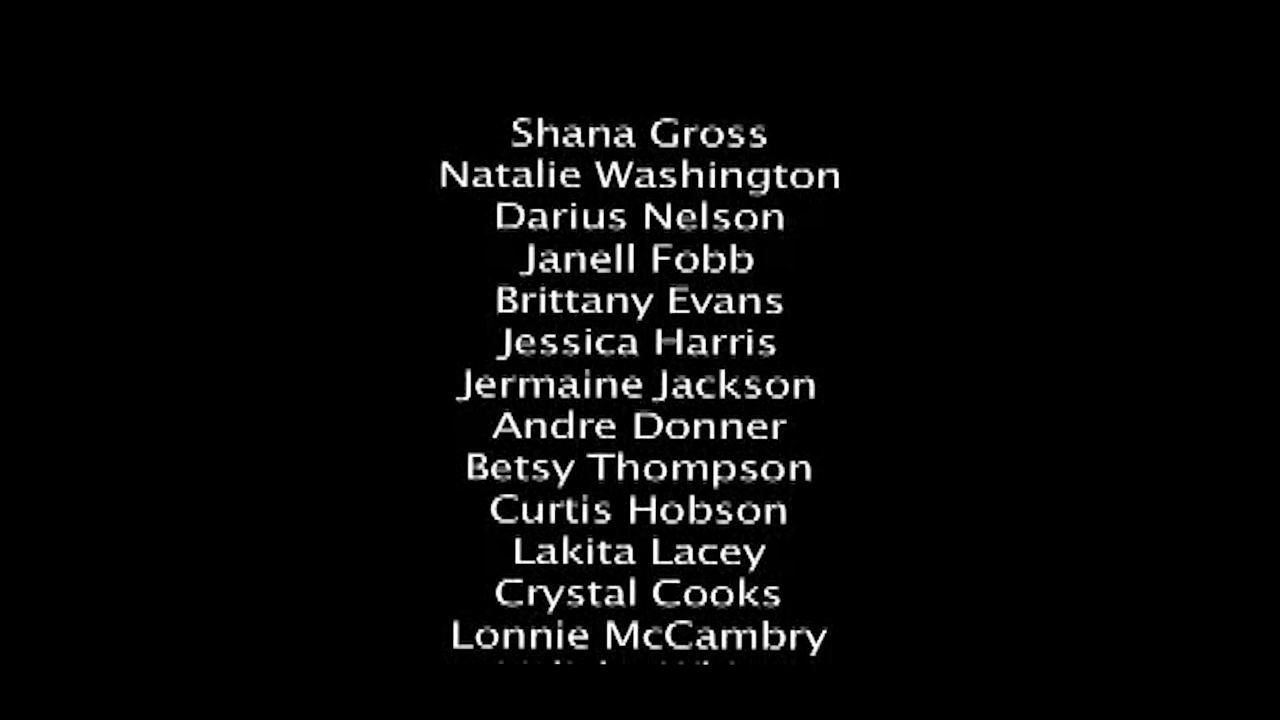 Shana Gross
Natalie Washington
Darius Nelson
Janell Fobb
Brittany Evans
Jessica Harris
Jermaine Jackson
Andre Donner
Betsy Thompson
Curtis Hobson
Lakita Lacey
Crystal Cooks
Lonnie McCambry